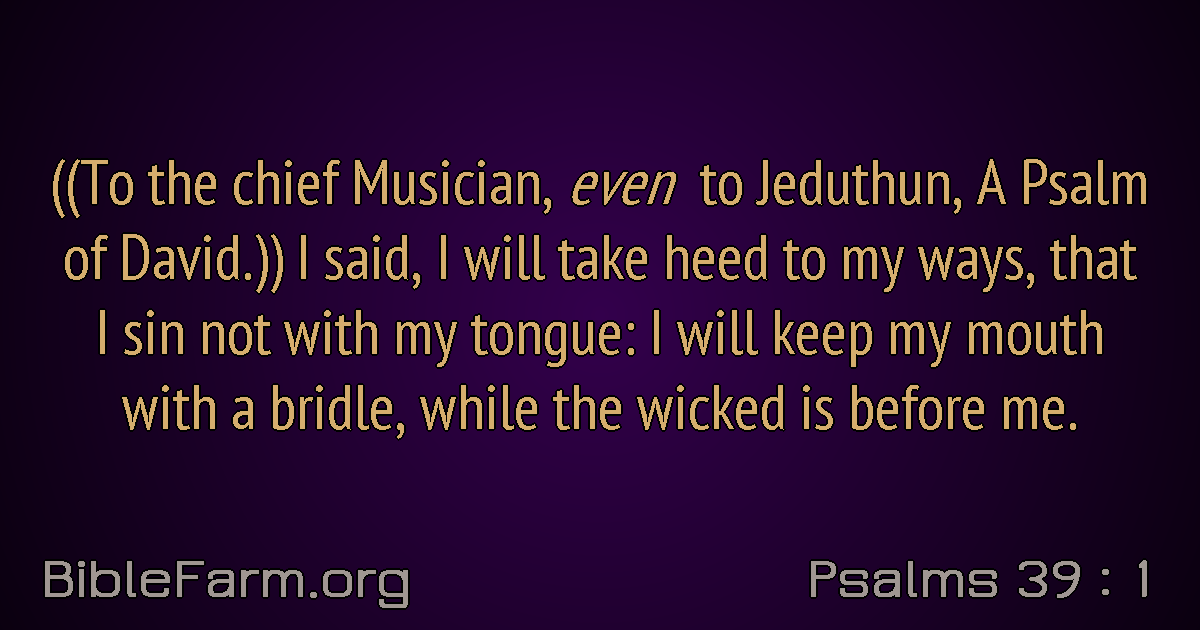 ((To the chief Musician, even to Jeduthun, A Psalm
of David.)) I said, I will take heed to my ways, that
I sin not with my tongue: I will keep my mouth
with a bridle, while the wicked is before me.
BibleFarm.org
Psalms 39 : 1